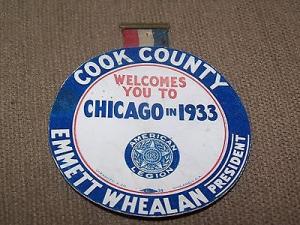 COOK COUNTY
WELCOMES
YOU TO
CHICAGO IN 1933
AMERICAN
LEGION
EMMETT WHEALAN
PRESIDENT